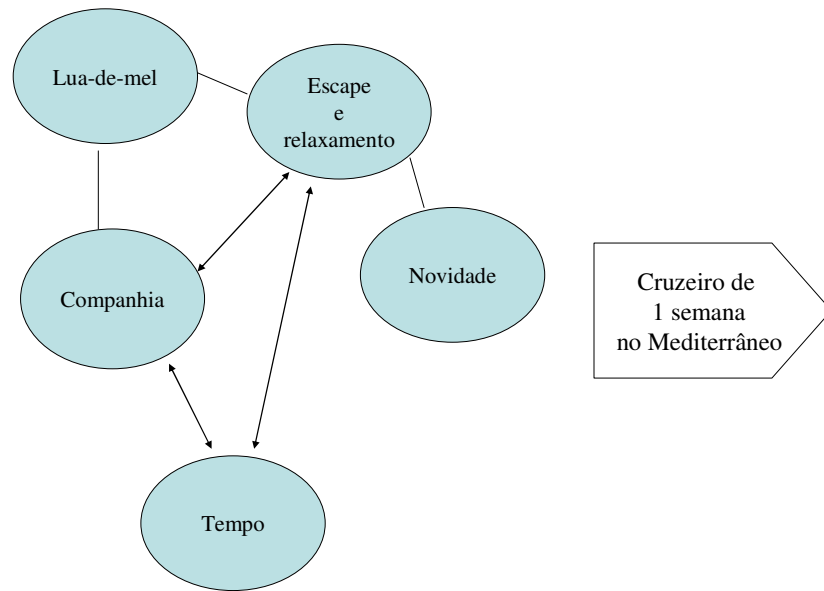 Lua-de-mel
Escape
e
relaxamento
Companhia
Novidade
Cruzeiro de
1 semana
no Mediterrâneo
Tempo